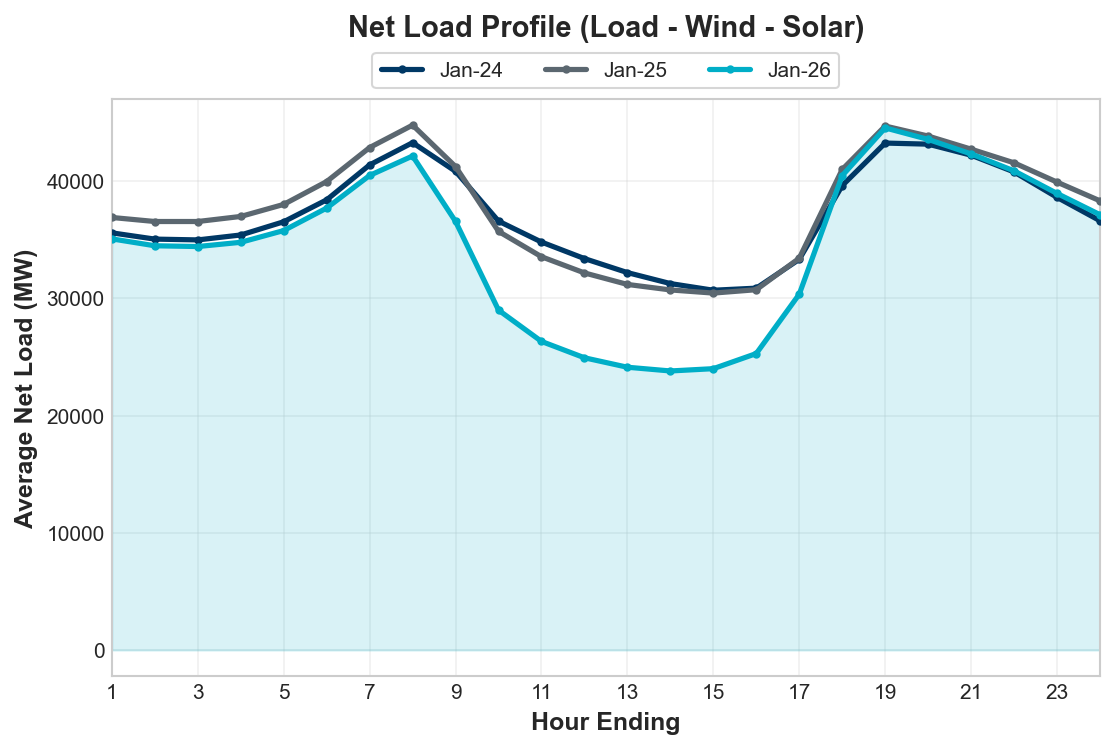 Net Load Profile (Load - Wind - Solar)
Jan-24 Jan-25 Jan-26
Average Net Load (MW)
40000
30000
20000
10000
0
1 3 5 7 9 11 13 15 17 19 21 23
Hour Ending